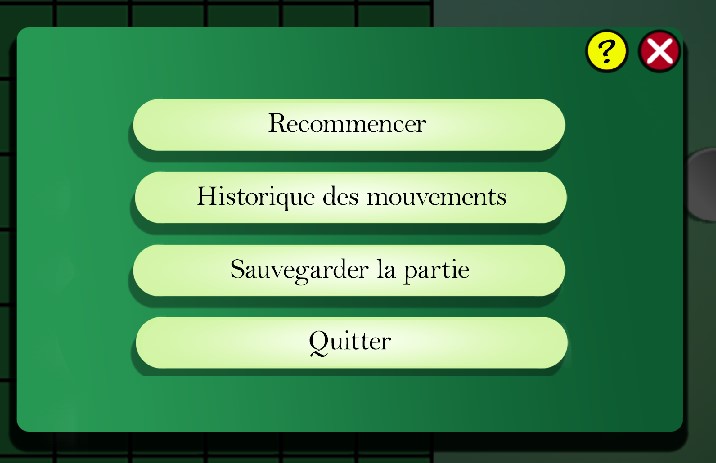 ?
Recommencer
Historique des mouvements
Sauvegarder la partie
Quitter